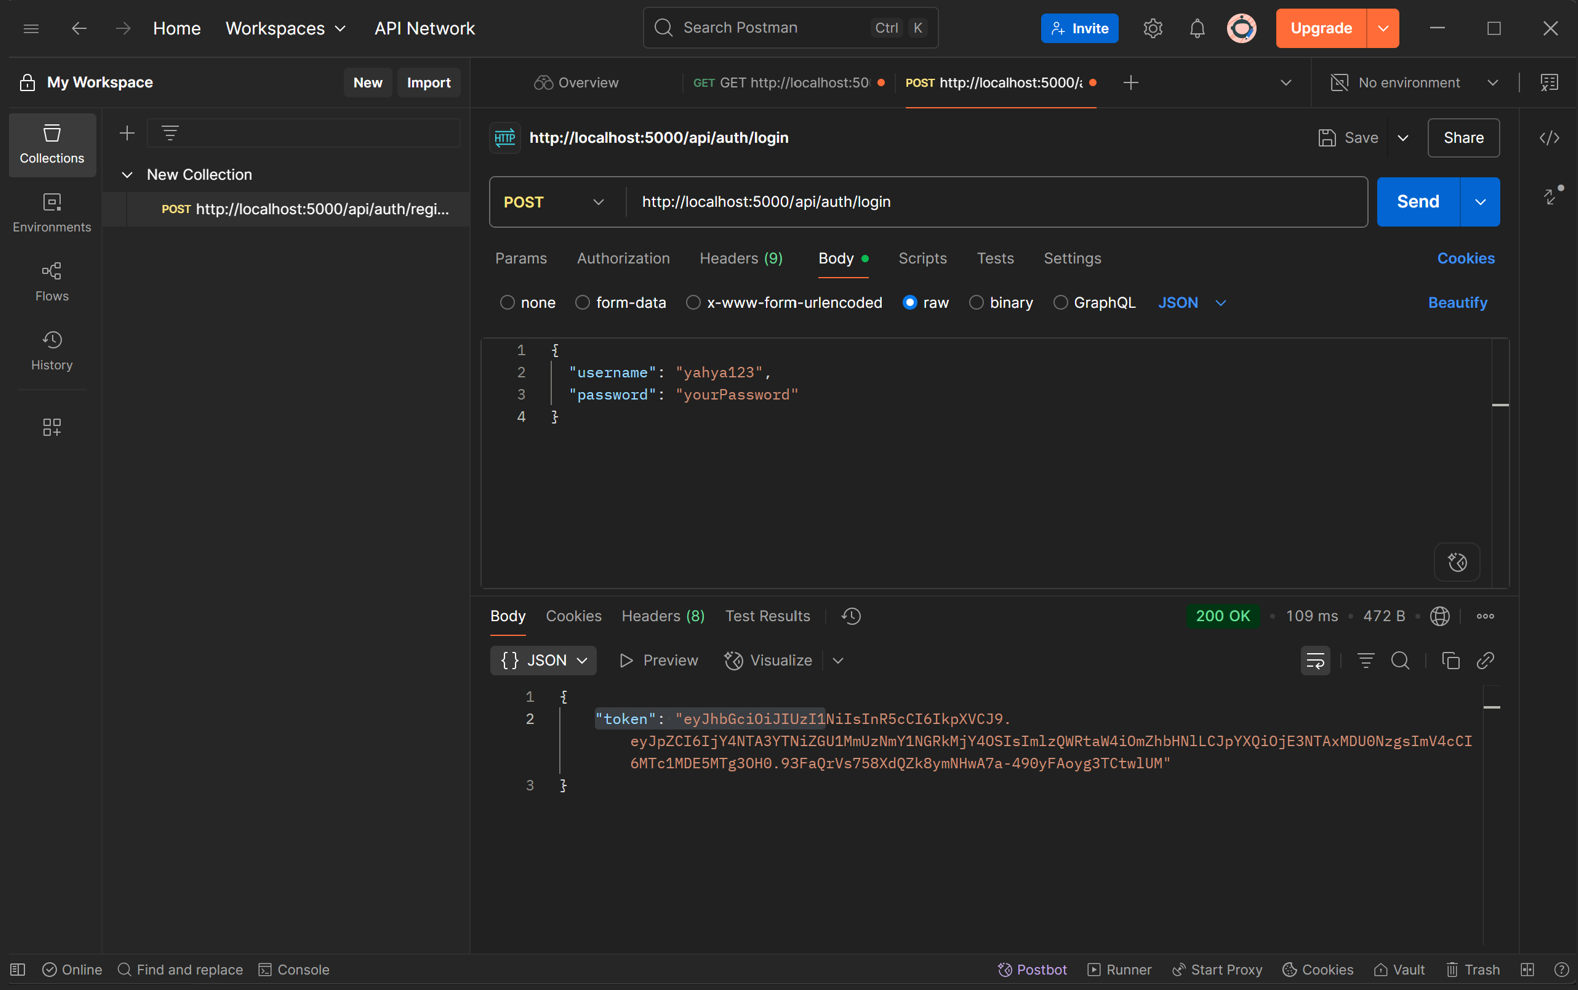 Home Workspaces API Network Search Postman Ctrl K Invite Upgrade
My Workspace New Import Overview GET GET http://localhost:50 POST http://localhost:5000/a No environment
Collections
Environments
Flows
History
New Collection
POST http://localhost:5000/api/auth/regi...
HTTP http://localhost:5000/api/auth/login Save Share
POST http://localhost:5000/api/auth/login Send
Params Authorization Headers (9) Body Scripts Tests Settings Cookies
none form-data x-www-form-urlencoded raw binary GraphQL JSON Beautify
1 {
2 "username": "yahya123",
3 "password": "yourPassword"
4 }
Body Cookies Headers (8) Test Results 200 OK 109 ms 472 B
{} JSON Preview Visualize
1 {
2 "token": "eyJhbGciOiJIUzI1NiIsInR5cCI6IkpXVCJ9.
eyJpZCI6IjY4NTA3YTNiZGU1MmUzNmY1NGRkMjY4OSIsImlzQWRtaW4iOmZhbHNlLCJpYXQiOjE3NTAxMDU0NzgsImV4cCI
6MTc1MDE5MTg3OH0.93FaQrVs758XdQZk8ymNHwA7a-490yFAoyg3TCtwlUM"
3 }
Online Find and replace Console Postbot Runner Start Proxy Cookies Vault Trash